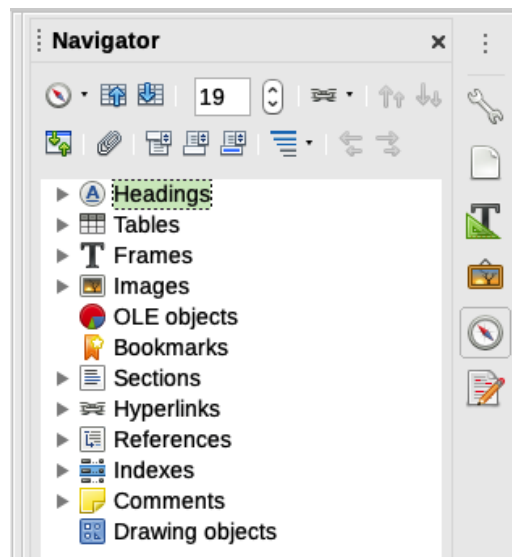 Navigator
19
Headings
Tables
Frames
Images
OLE objects
Bookmarks
Sections
Hyperlinks
References
Indexes
Comments
Drawing objects